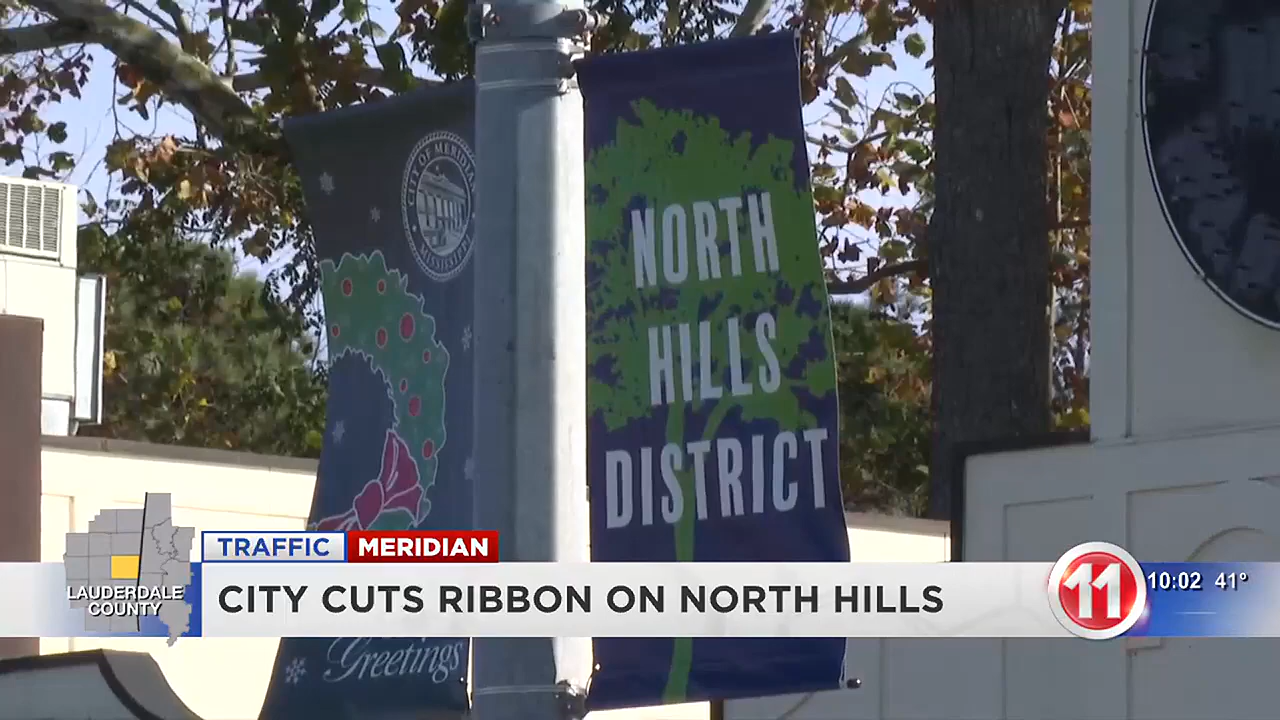 CITY OF MERIDIAN
MISSISSIPPI
NORTH
HILLS
DISTRICT
Greetings
TRAFFIC MERIDIAN
LAUDERDALE
COUNTY
CITY CUTS RIBBON ON NORTH HILLS
11
10:02 41°